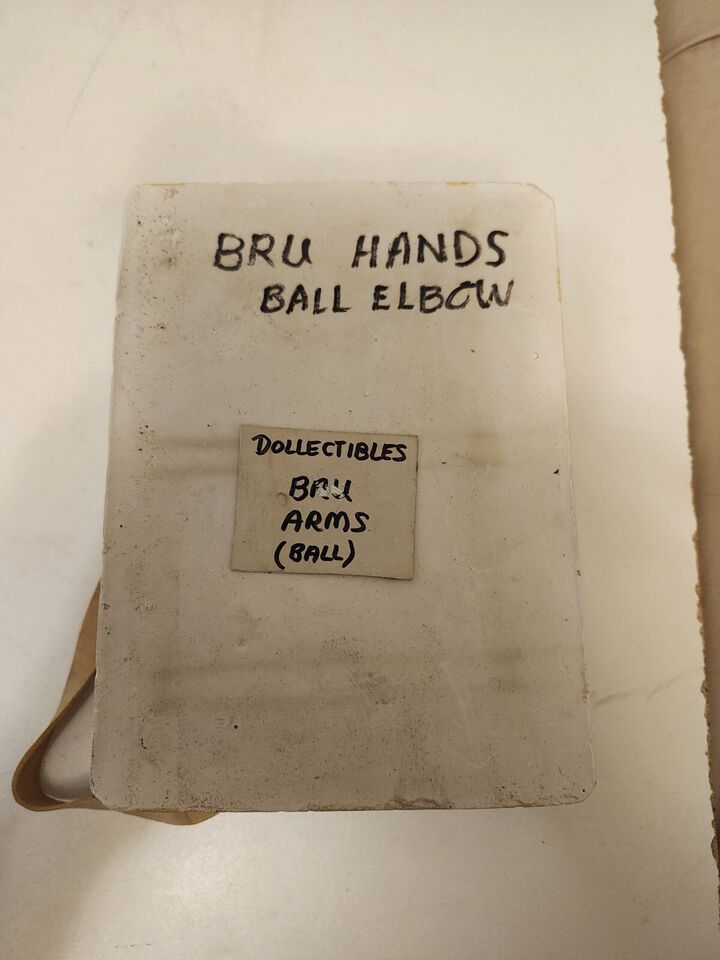 BRU HANDS
BALL ELBOW
DOLLECTIBLES
BRU
ARMS
(BALL)